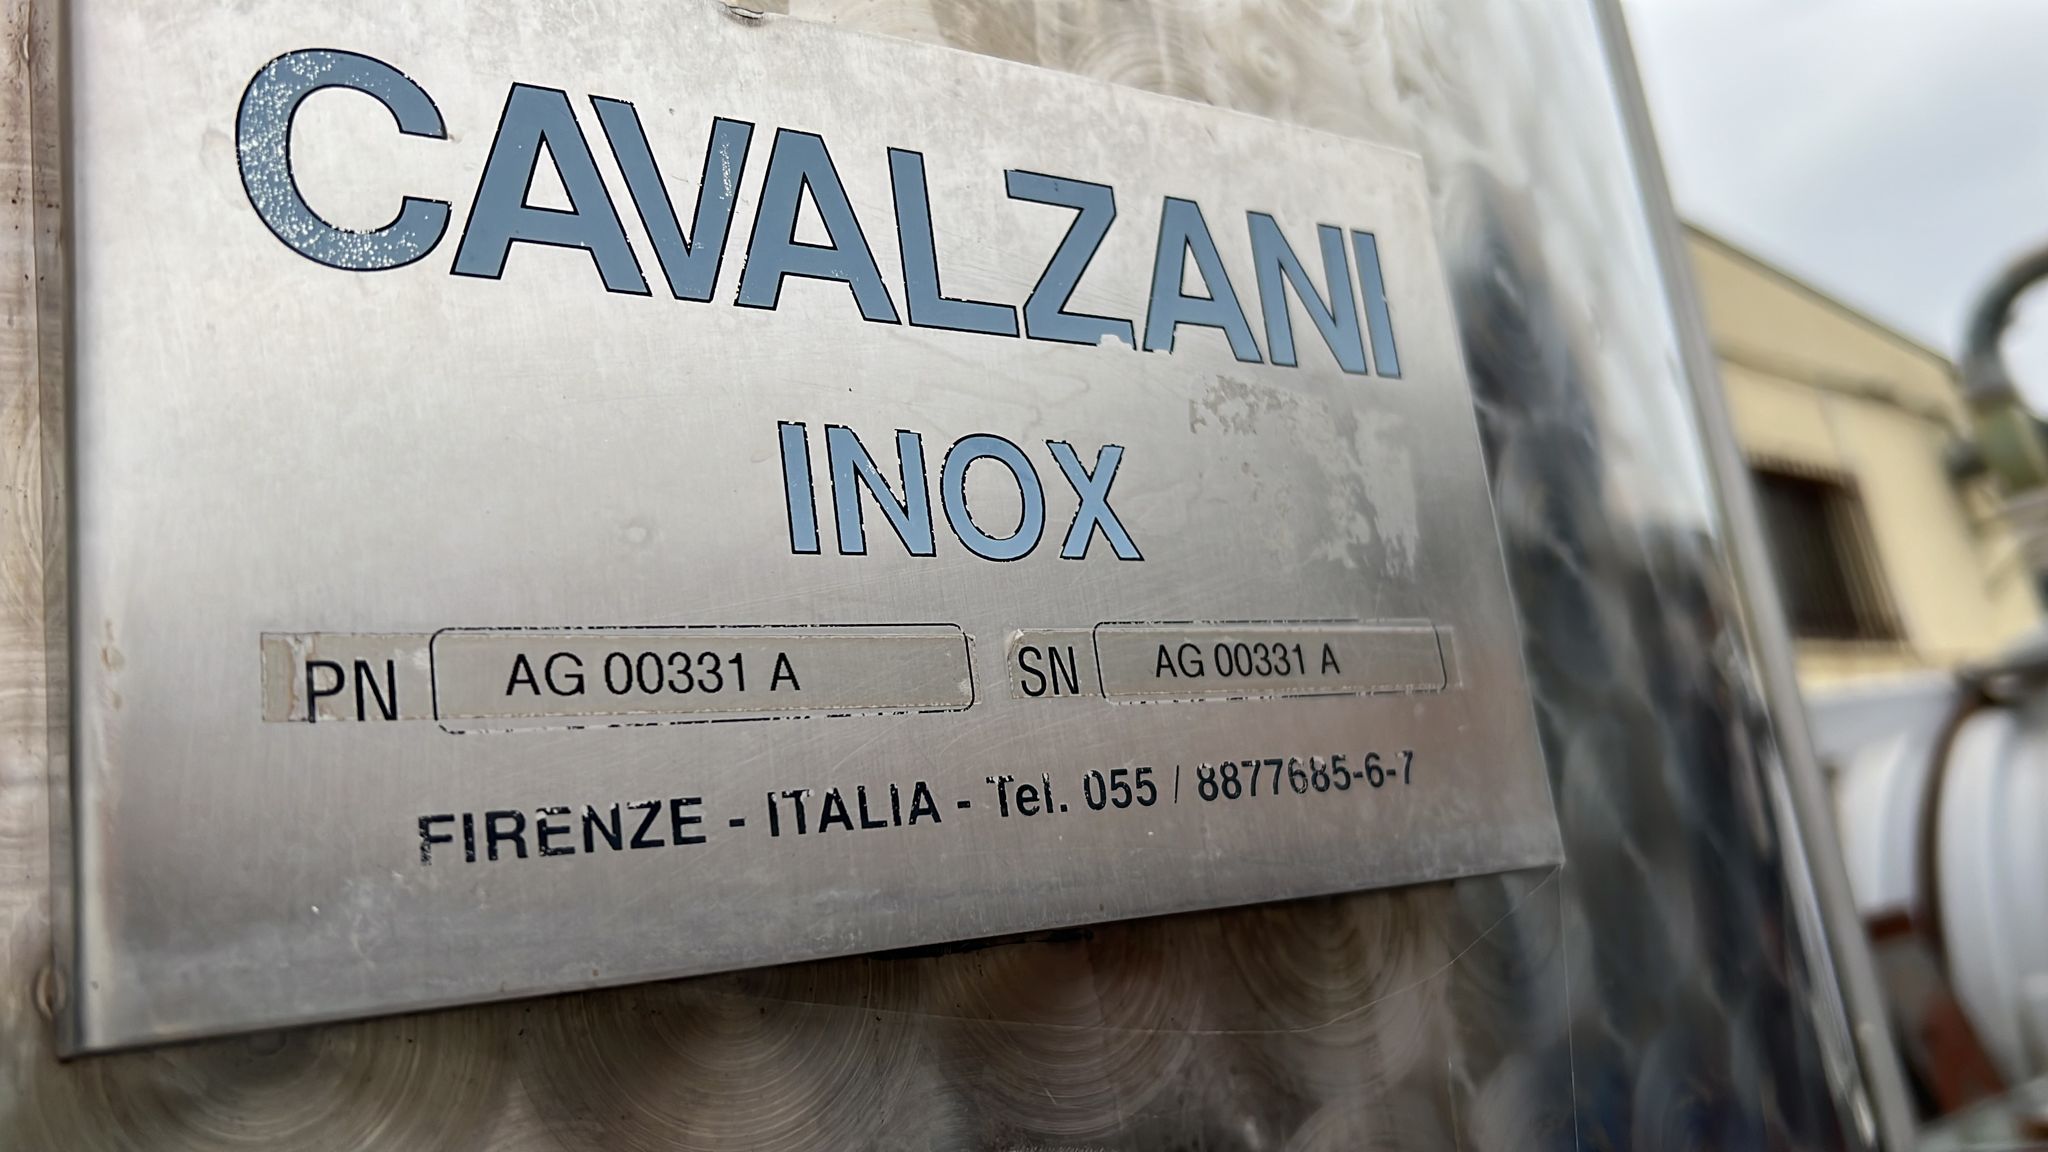 CAVALZANI
INOX
PN AG 00331 A SN AG 00331 A
FIRENZE - ITALIA - Tel. 055 / 8877685-6-7